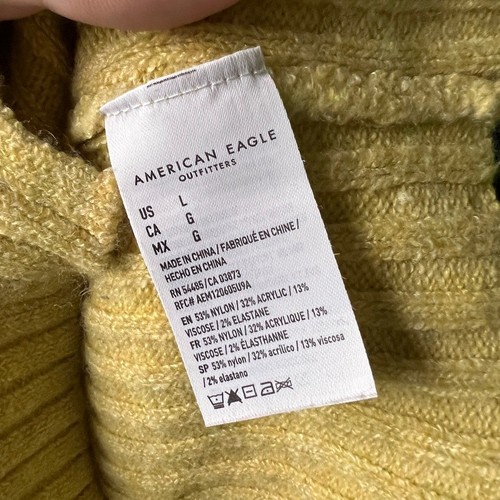 AMERICAN EAGLE
OUTFITTERS
US L
CA G
MX G
MADE IN CHINA / FABRIQUÉ EN CHINE /
HECHO EN CHINA
RN 54485/ CA 03873
RFC# AEM120605U9A
EN 53% NYLON / 32% ACRYLIC / 13%
VISCOSE / 2% ELASTANE
FR 53% NYLON / 32% ACRYLIQUE / 13%
VISCOSE / 2% ÉLASTHANNE
SP 53% nylon / 32% acrílico / 13% viscosa
/ 2% elastano